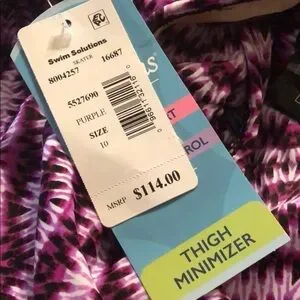 Swim Solutions
SKATER
8004257 16687
5527690
PURPLE
SIZE
10
MSRP $114.00
THIGH
MINIMIZER